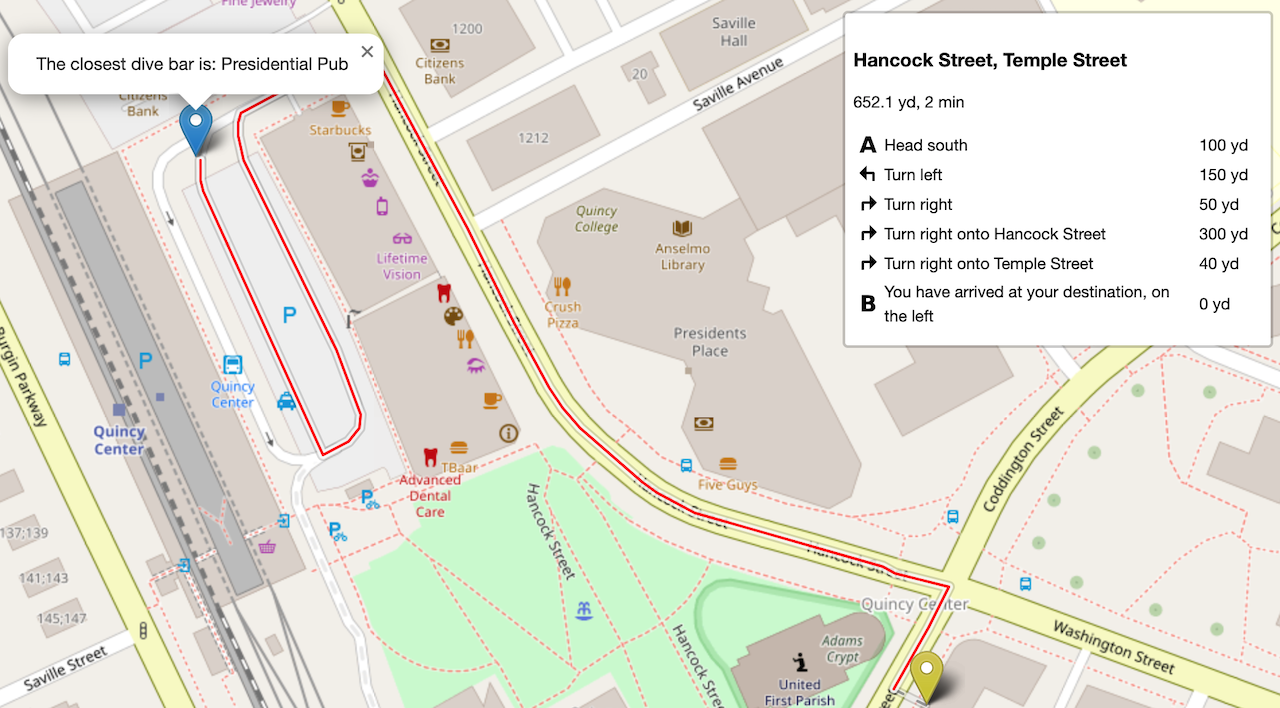 Fine Jewelry
1200
Citizens
Bank
Saville
Hall
20
Saville Avenue
1212
The closest dive bar is: Presidential Pub
×
Citizens
Bank
Starbucks
Hancock Street, Temple Street
652.1 yd, 2 min
A Head south 100 yd
Turn left 150 yd
Turn right 50 yd
Turn right onto Hancock Street 300 yd
Turn right onto Temple Street 40 yd
B You have arrived at your destination, on
the left 0 yd
Quincy
College
Anselmo
Library
Lifetime
Vision
Crush
Pizza
Presidents
Place
P
P
Burgin Parkway
Quincy
Center
Quincy
Center
TBaar
Advanced
Dental
Care
Five Guys
Hancock Street
Coddington Street
P
P
Hancock Street
Hancock Street
137;139
141;143
145;147
Saville Street
Quincy Center
Washington Street
Adams
Crypt
United
First Parish
Hancock Stree